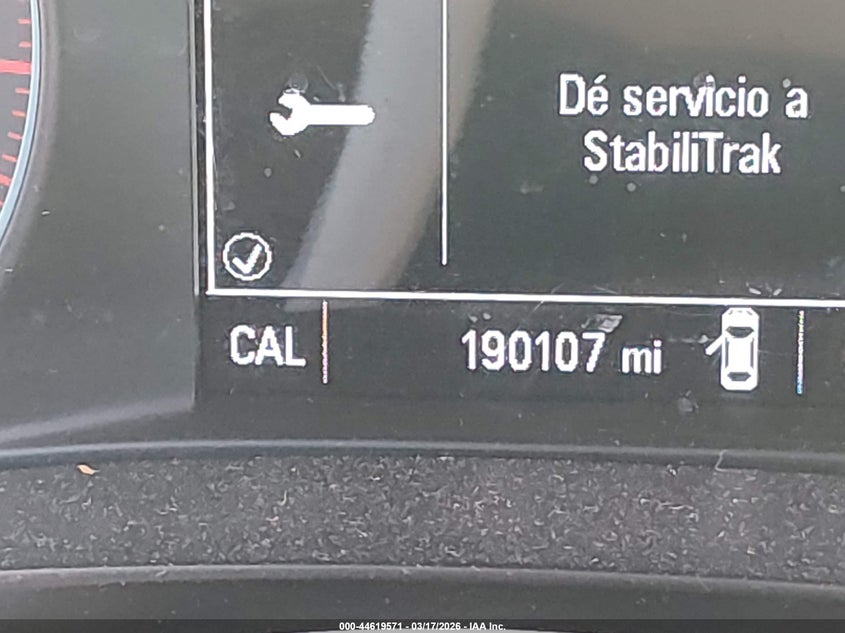 Dé servicio a
StabiliTrak
CAL
190107 mi
000-44619571 - 03/17/2026 - IAA Inc.